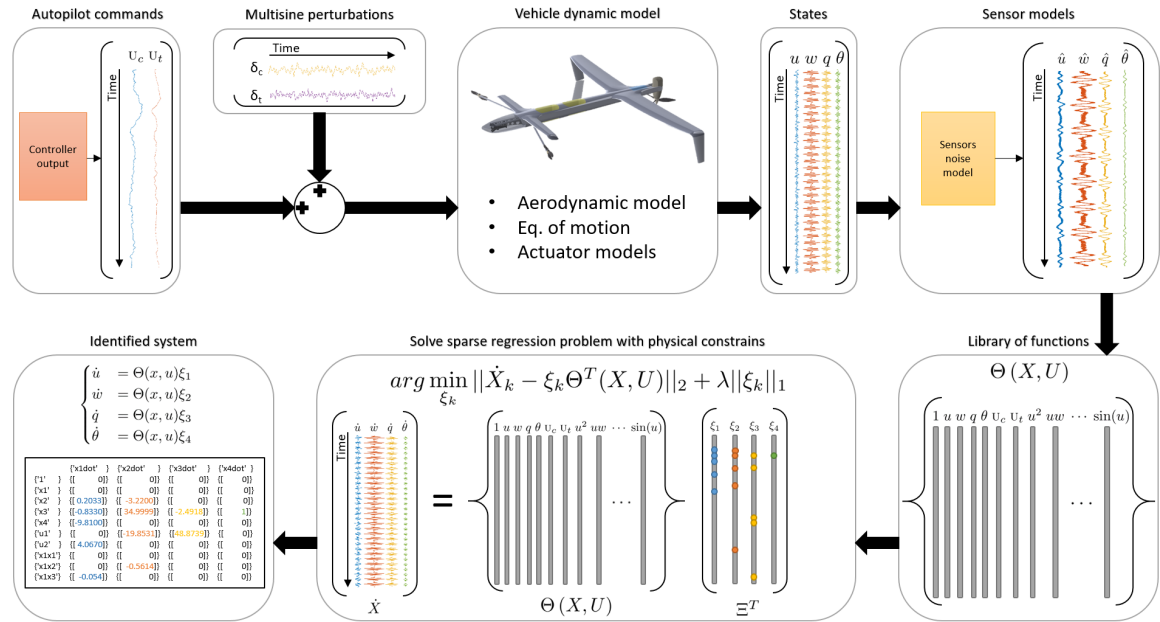 Autopilot commands
Multisine perturbations
Vehicle dynamic model
States
Sensor models
Controller
output
U_c U_t
Time
Time
δ_c
δ_t
• Aerodynamic model
• Eq. of motion
• Actuator models
u w q θ
Sensors
noise
model
Time
û ŵ q̂ θ̂
Identified system
Solve sparse regression problem with physical constrains
Library of functions
u̇ = Θ(x, u)ξ_1
ẇ = Θ(x, u)ξ_2
q̇ = Θ(x, u)ξ_3
θ̇ = Θ(x, u)ξ_4
{'x1dot' } {'x2dot' } {'x3dot' } {'x4dot' }
{'1' } {[ 0]} {[ 0]} {[ 0]} {[ 0]}
{'x1' } {[ 0]} {[ 0]} {[ 0]} {[ 0]}
{'x2' } {[ 0.2033]} {[ -3.2200]} {[ 0]} {[ 0]}
{'x3' } {[-0.8330]} {[ 34.9999]} {[ -2.4918]} {[ 1]}
{'x4' } {[-9.8100]} {[ 0]} {[ 0]} {[ 0]}
{'u1' } {[ 0]} {[-19.8531]} {[48.8739]} {[ 0]}
{'u2' } {[ 4.0670]} {[ 0]} {[ 0]} {[ 0]}
{'x1x1'} {[ 0]} {[ 0]} {[ 0]} {[ 0]}
{'x1x2'} {[ 0]} {[ -0.5614]} {[ 0]} {[ 0]}
{'x1x3'} {[ -0.054]} {[ 0]} {[ 0]} {[ 0]}
arg min_{ξ_k} ||Ẋ_k − ξ_kΘ^T(X, U)||_2 + λ||ξ_k||_1
Time
u̇ ẇ q̇ θ̇
Ẋ
=
1 u w q θ U_c U_t u² uw ··· sin(u)
···
Θ (X, U)
ξ_1 ξ_2 ξ_3 ξ_4
Ξ^T
Θ (X, U)
1 u w q θ U_c U_t u² uw ··· sin(u)
···